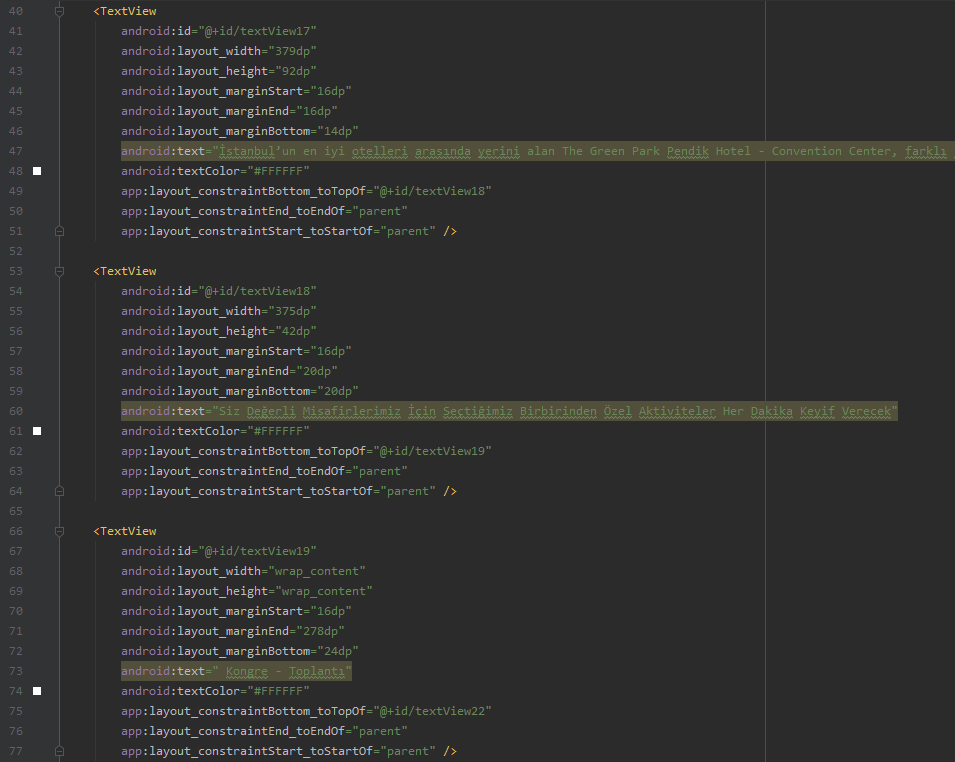 40 <TextView
41 android:id="@+id/textView17"
42 android:layout_width="379dp"
43 android:layout_height="92dp"
44 android:layout_marginStart="16dp"
45 android:layout_marginEnd="16dp"
46 android:layout_marginBottom="14dp"
47 android:text="İstanbul’un en iyi otelleri arasında yerini alan The Green Park Pendik Hotel - Convention Center, farklı
48 android:textColor="#FFFFFF"
49 app:layout_constraintBottom_toTopOf="@+id/textView18"
50 app:layout_constraintEnd_toEndOf="parent"
51 app:layout_constraintStart_toStartOf="parent" />
52
53 <TextView
54 android:id="@+id/textView18"
55 android:layout_width="375dp"
56 android:layout_height="42dp"
57 android:layout_marginStart="16dp"
58 android:layout_marginEnd="20dp"
59 android:layout_marginBottom="20dp"
60 android:text="Siz Değerli Misafirlerimiz İçin Seçtiğimiz Birbirinden Özel Aktiviteler Her Dakika Keyif Verecek"
61 android:textColor="#FFFFFF"
62 app:layout_constraintBottom_toTopOf="@+id/textView19"
63 app:layout_constraintEnd_toEndOf="parent"
64 app:layout_constraintStart_toStartOf="parent" />
65
66 <TextView
67 android:id="@+id/textView19"
68 android:layout_width="wrap_content"
69 android:layout_height="wrap_content"
70 android:layout_marginStart="16dp"
71 android:layout_marginEnd="278dp"
72 android:layout_marginBottom="24dp"
73 android:text=" Kongre - Toplantı"
74 android:textColor="#FFFFFF"
75 app:layout_constraintBottom_toTopOf="@+id/textView22"
76 app:layout_constraintEnd_toEndOf="parent"
77 app:layout_constraintStart_toStartOf="parent" />